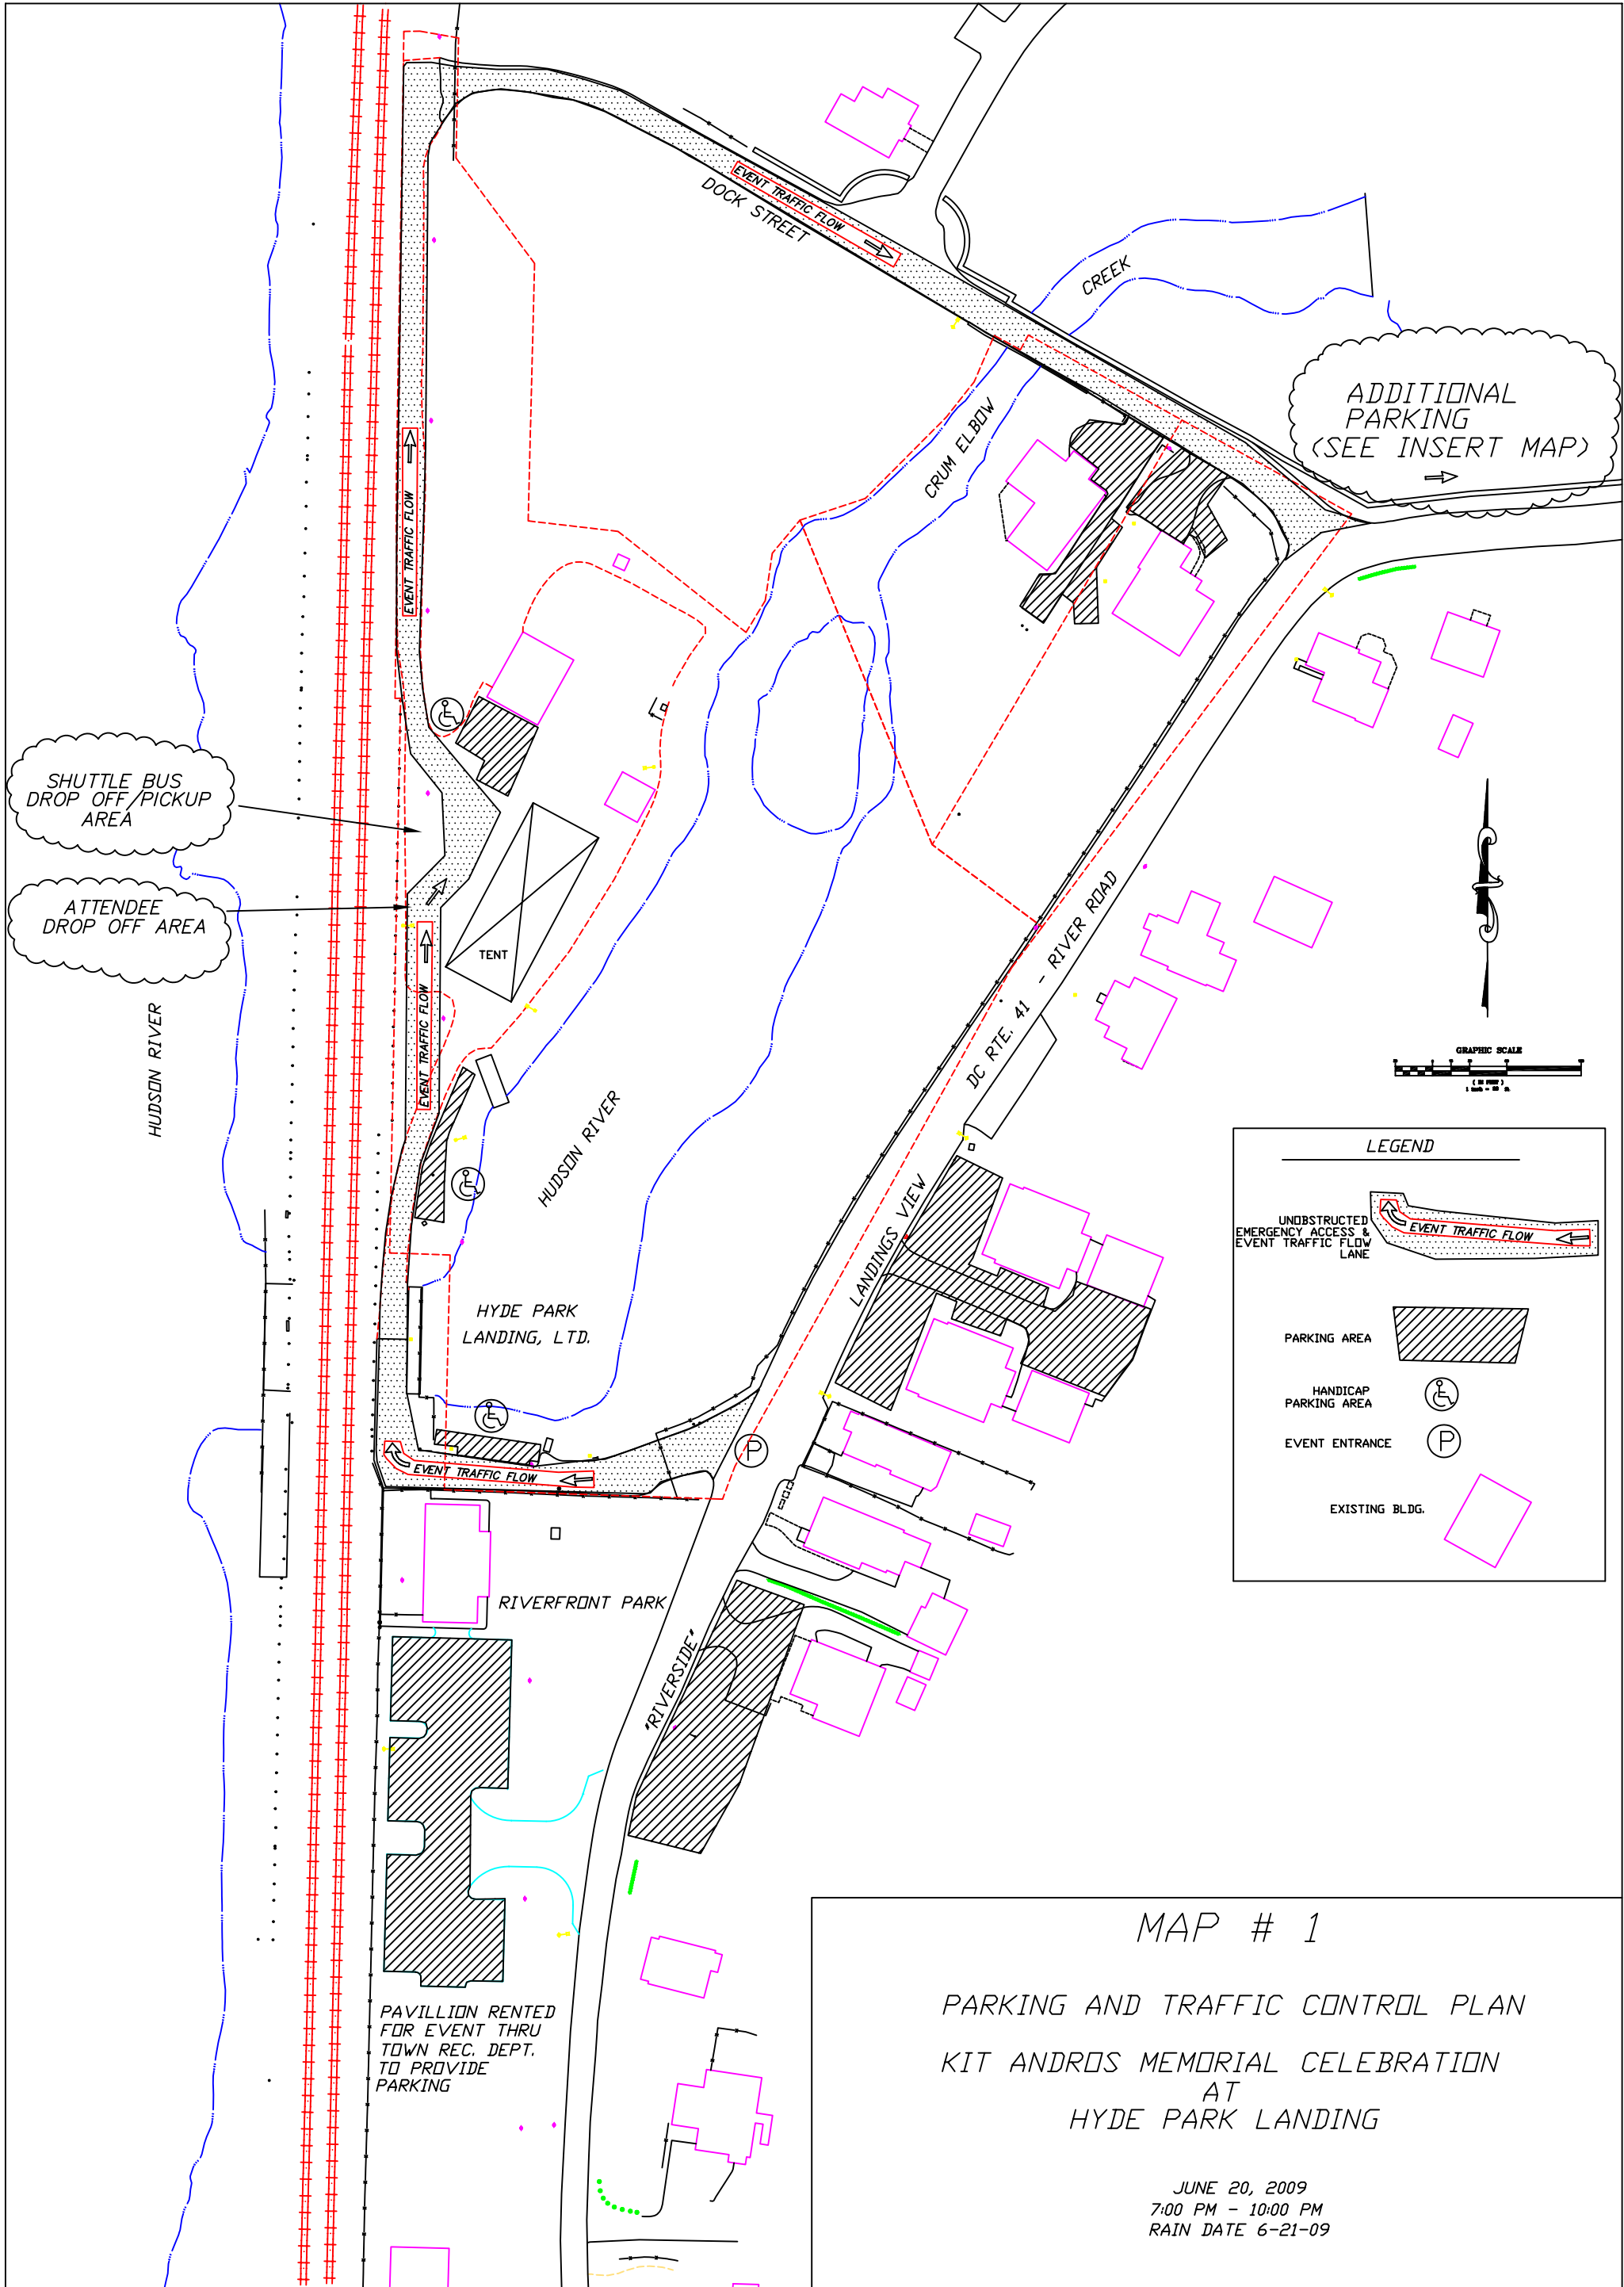 EVENT TRAFFIC FLOW
DOCK STREET
CREEK
CRUM ELBOW
ADDITIONAL
PARKING
(SEE INSERT MAP)
EVENT TRAFFIC FLOW
SHUTTLE BUS
DROP OFF/PICKUP
AREA
ATTENDEE
DROP OFF AREA
TENT
EVENT TRAFFIC FLOW
HUDSON RIVER
HUDSON RIVER
DC RTE. 41 - RIVER ROAD
LANDINGS VIEW
GRAPHIC SCALE
HYDE PARK
LANDING, LTD.
P
EVENT TRAFFIC FLOW
RIVERFRONT PARK
"RIVERSIDE"
PAVILLION RENTED
FOR EVENT THRU
TOWN REC. DEPT.
TO PROVIDE
PARKING
LEGEND
UNOBSTRUCTED
EMERGENCY ACCESS &
EVENT TRAFFIC FLOW
LANE
EVENT TRAFFIC FLOW
PARKING AREA
HANDICAP
PARKING AREA
EVENT ENTRANCE
P
EXISTING BLDG.
MAP # 1
PARKING AND TRAFFIC CONTROL PLAN
KIT ANDROS MEMORIAL CELEBRATION
AT
HYDE PARK LANDING
JUNE 20, 2009
7:00 PM - 10:00 PM
RAIN DATE 6-21-09